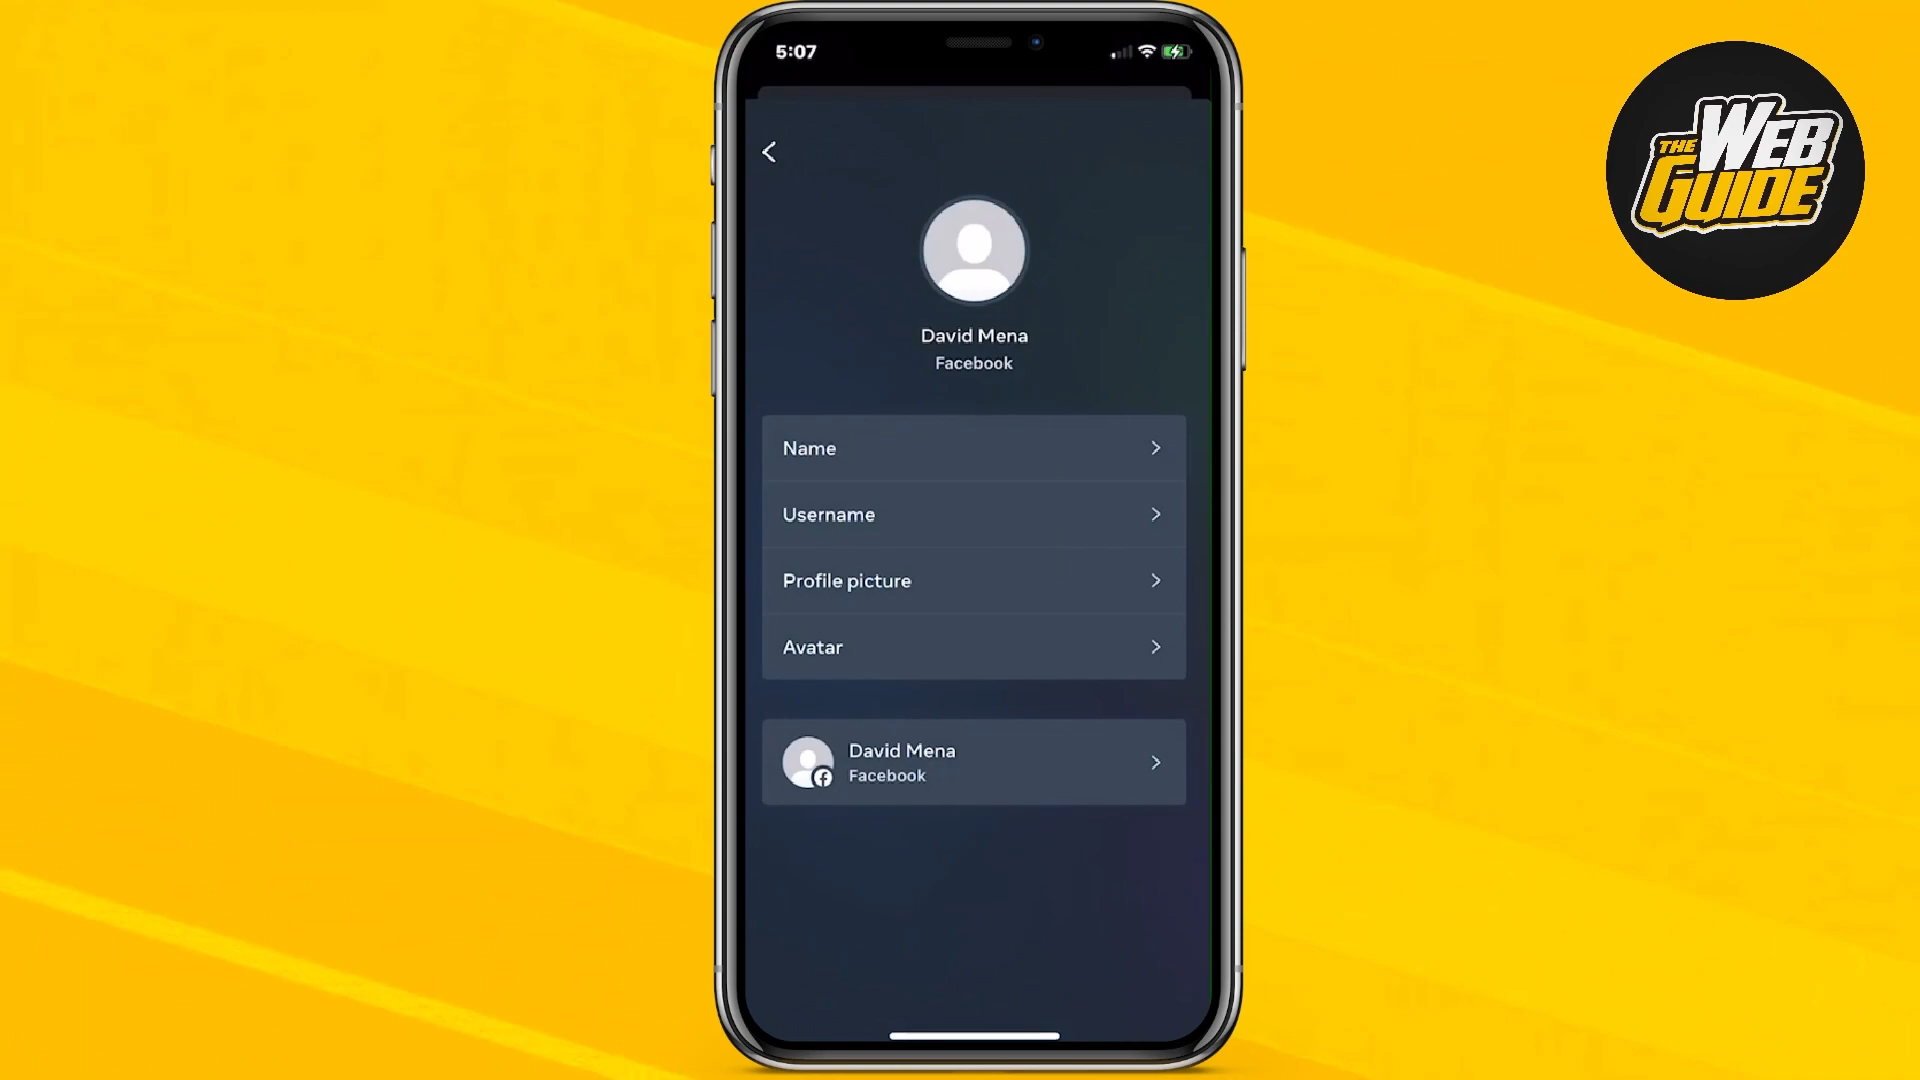 5:07
THE WEB
GUIDE
David Mena
Facebook
Name
Username
Profile picture
Avatar
David Mena
Facebook